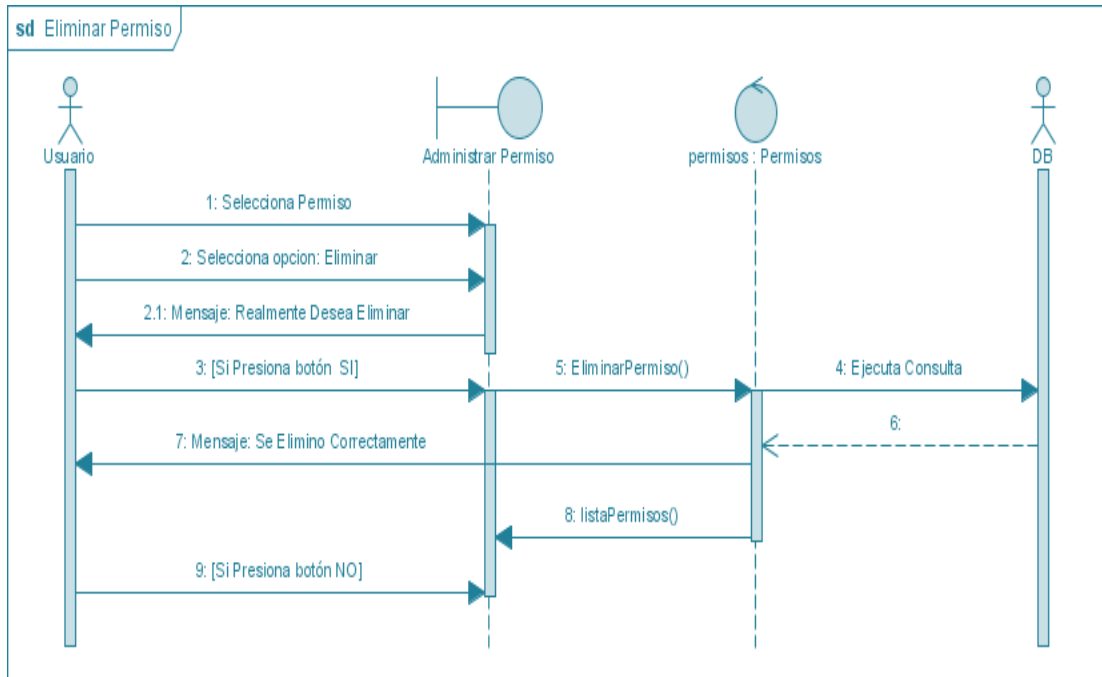 sd Eliminar Permiso
Usuario
Administrar Permiso
permisos : Permisos
DB
1: Selecciona Permiso
2: Selecciona opcion: Eliminar
2.1: Mensaje: Realmente Desea Eliminar
3: [Si Presiona botón SI]
5: EliminarPermiso()
4: Ejecuta Consulta
6:
7: Mensaje: Se Elimino Correctamente
8: listaPermisos()
9: [Si Presiona botón NO]